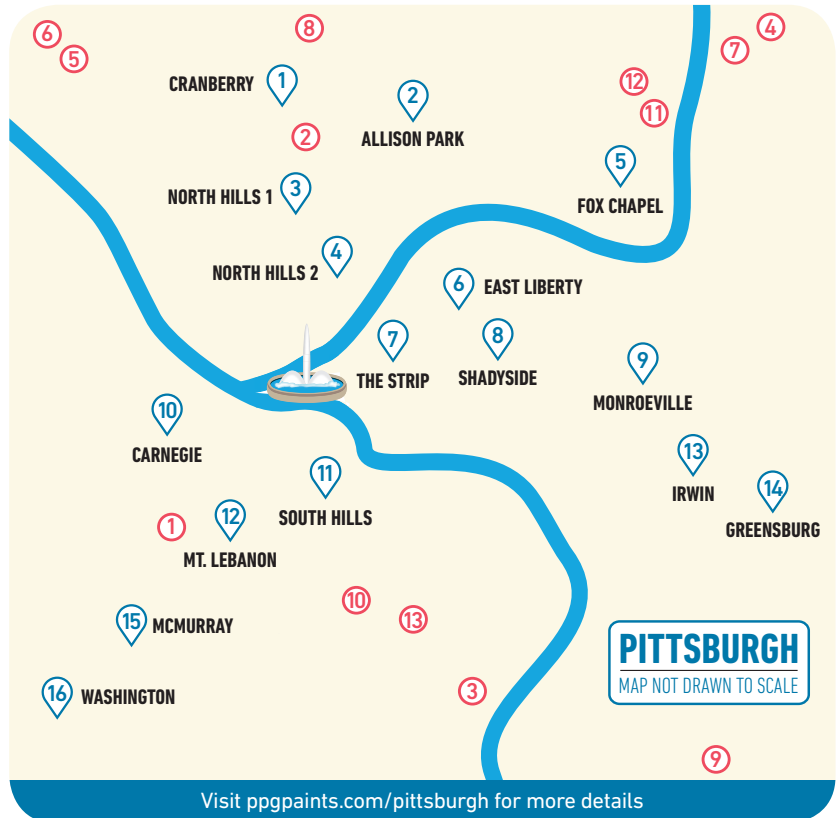 6
8
4
7
5
12
CRANBERRY
1
2
11
2
ALLISON PARK
5
NORTH HILLS 1
3
FOX CHAPEL
NORTH HILLS 2
4
6
EAST LIBERTY
7
8
THE STRIP
SHADYSIDE
9
MONROEVILLE
10
CARNEGIE
13
IRWIN
11
14
SOUTH HILLS
GREENSBURG
1
12
MT. LEBANON
10
13
15
MCMURRAY
PITTSBURGH
MAP NOT DRAWN TO SCALE
16
WASHINGTON
3
9
Visit ppgpaints.com/pittsburgh for more details